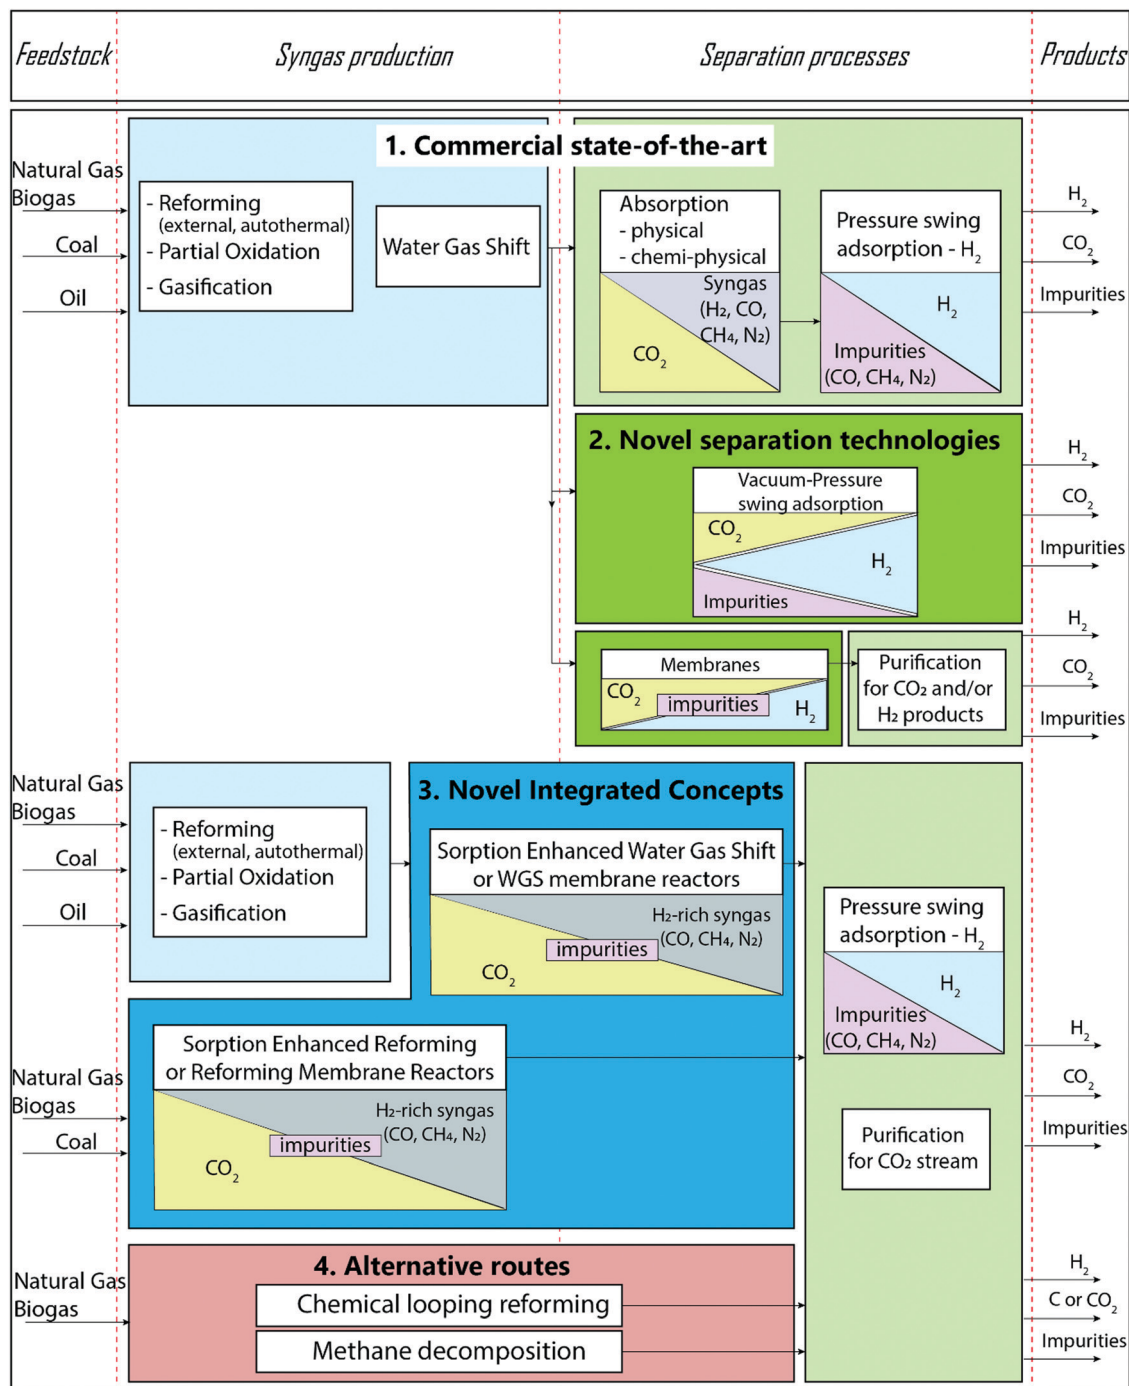 Feedstock
Syngas production
Separation processes
Products
1. Commercial state-of-the-art
Natural Gas
Biogas
Coal
Oil
- Reforming
(external, autothermal)
- Partial Oxidation
- Gasification
Water Gas Shift
Absorption
- physical
- chemi-physical
Syngas
(H₂, CO,
CH₄, N₂)
CO₂
Pressure swing
adsorption - H₂
H₂
Impurities
(CO, CH₄, N₂)
H₂
CO₂
Impurities
2. Novel separation technologies
Vacuum-Pressure
swing adsorption
CO₂
H₂
Impurities
H₂
CO₂
Impurities
Membranes
CO₂
impurities
H₂
Purification
for CO₂ and/or
H₂ products
H₂
CO₂
Impurities
3. Novel Integrated Concepts
Natural Gas
Biogas
Coal
Oil
- Reforming
(external, autothermal)
- Partial Oxidation
- Gasification
Sorption Enhanced Water Gas Shift
or WGS membrane reactors
H₂-rich syngas
(CO, CH₄, N₂)
impurities
CO₂
Pressure swing
adsorption - H₂
H₂
Impurities
(CO, CH₄, N₂)
Natural Gas
Biogas
Coal
Sorption Enhanced Reforming
or Reforming Membrane Reactors
H₂-rich syngas
(CO, CH₄, N₂)
impurities
CO₂
Purification
for CO₂ stream
H₂
CO₂
Impurities
4. Alternative routes
Natural Gas
Biogas
Chemical looping reforming
Methane decomposition
H₂
C or CO₂
Impurities